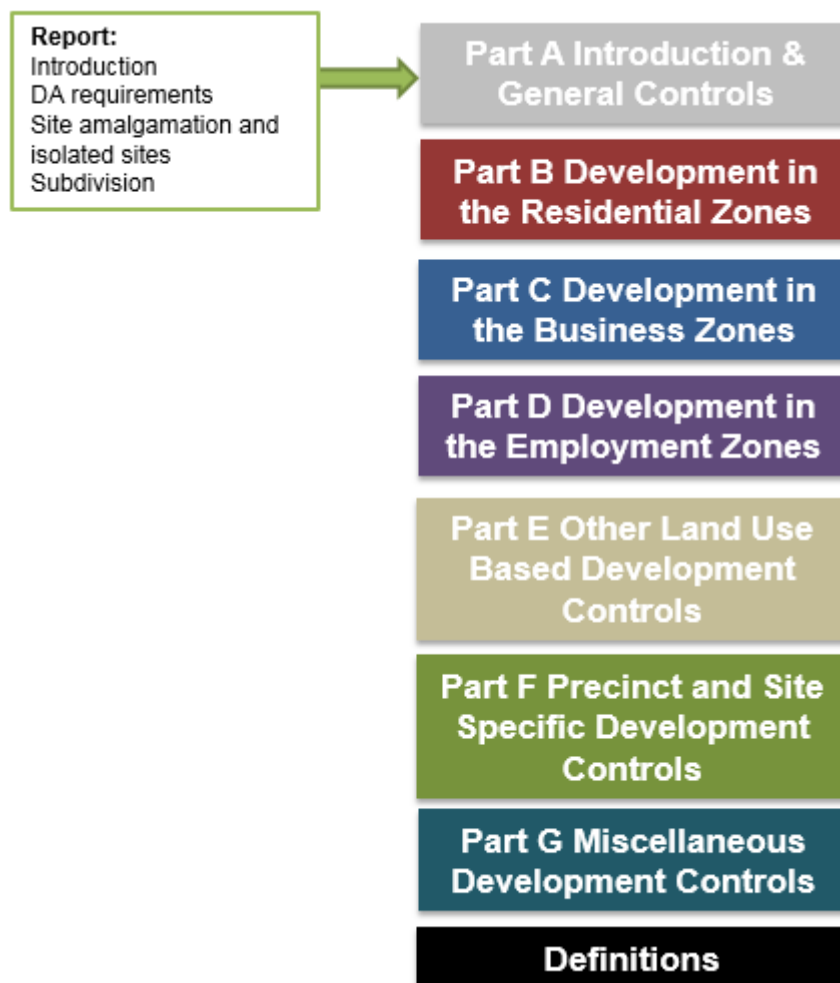 Report:
Introduction
DA requirements
Site amalgamation and
isolated sites
Subdivision
Part A Introduction &
General Controls
Part B Development in
the Residential Zones
Part C Development in
the Business Zones
Part D Development in
the Employment Zones
Part E Other Land Use
Based Development
Controls
Part F Precinct and Site
Specific Development
Controls
Part G Miscellaneous
Development Controls
Definitions